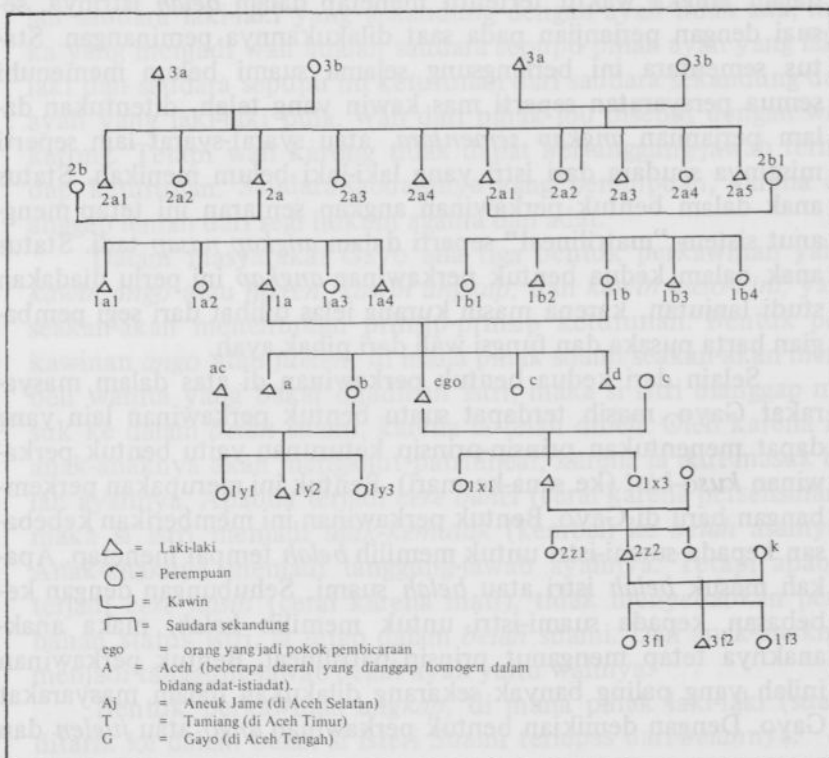 3a 3b 3a 3b
2b 2a1 2a2 2a 2a3 2a4 2a1 2a2 2a3 2a4 2a5 2b1
1a1 1a2 1a 1a3 1a4 1b1 1b2 1b 1b3 1b4
ac a b ego c d
1y1 1y2 1y3 1x1 1x3
2z1 2z2
3f1 3f2 1f3
= Laki-laki
= Perempuan
= Kawin
= Saudara sekandung
ego = orang yang jadi pokok pembicaraan
A = Aceh (beberapa daerah yang dianggap homogen dalam
bidang adat-istiadat).
Aj = Aneuk Jame (di Aceh Selatan)
T = Tamiang (di Aceh Timur)
G = Gayo (di Aceh Tengah)